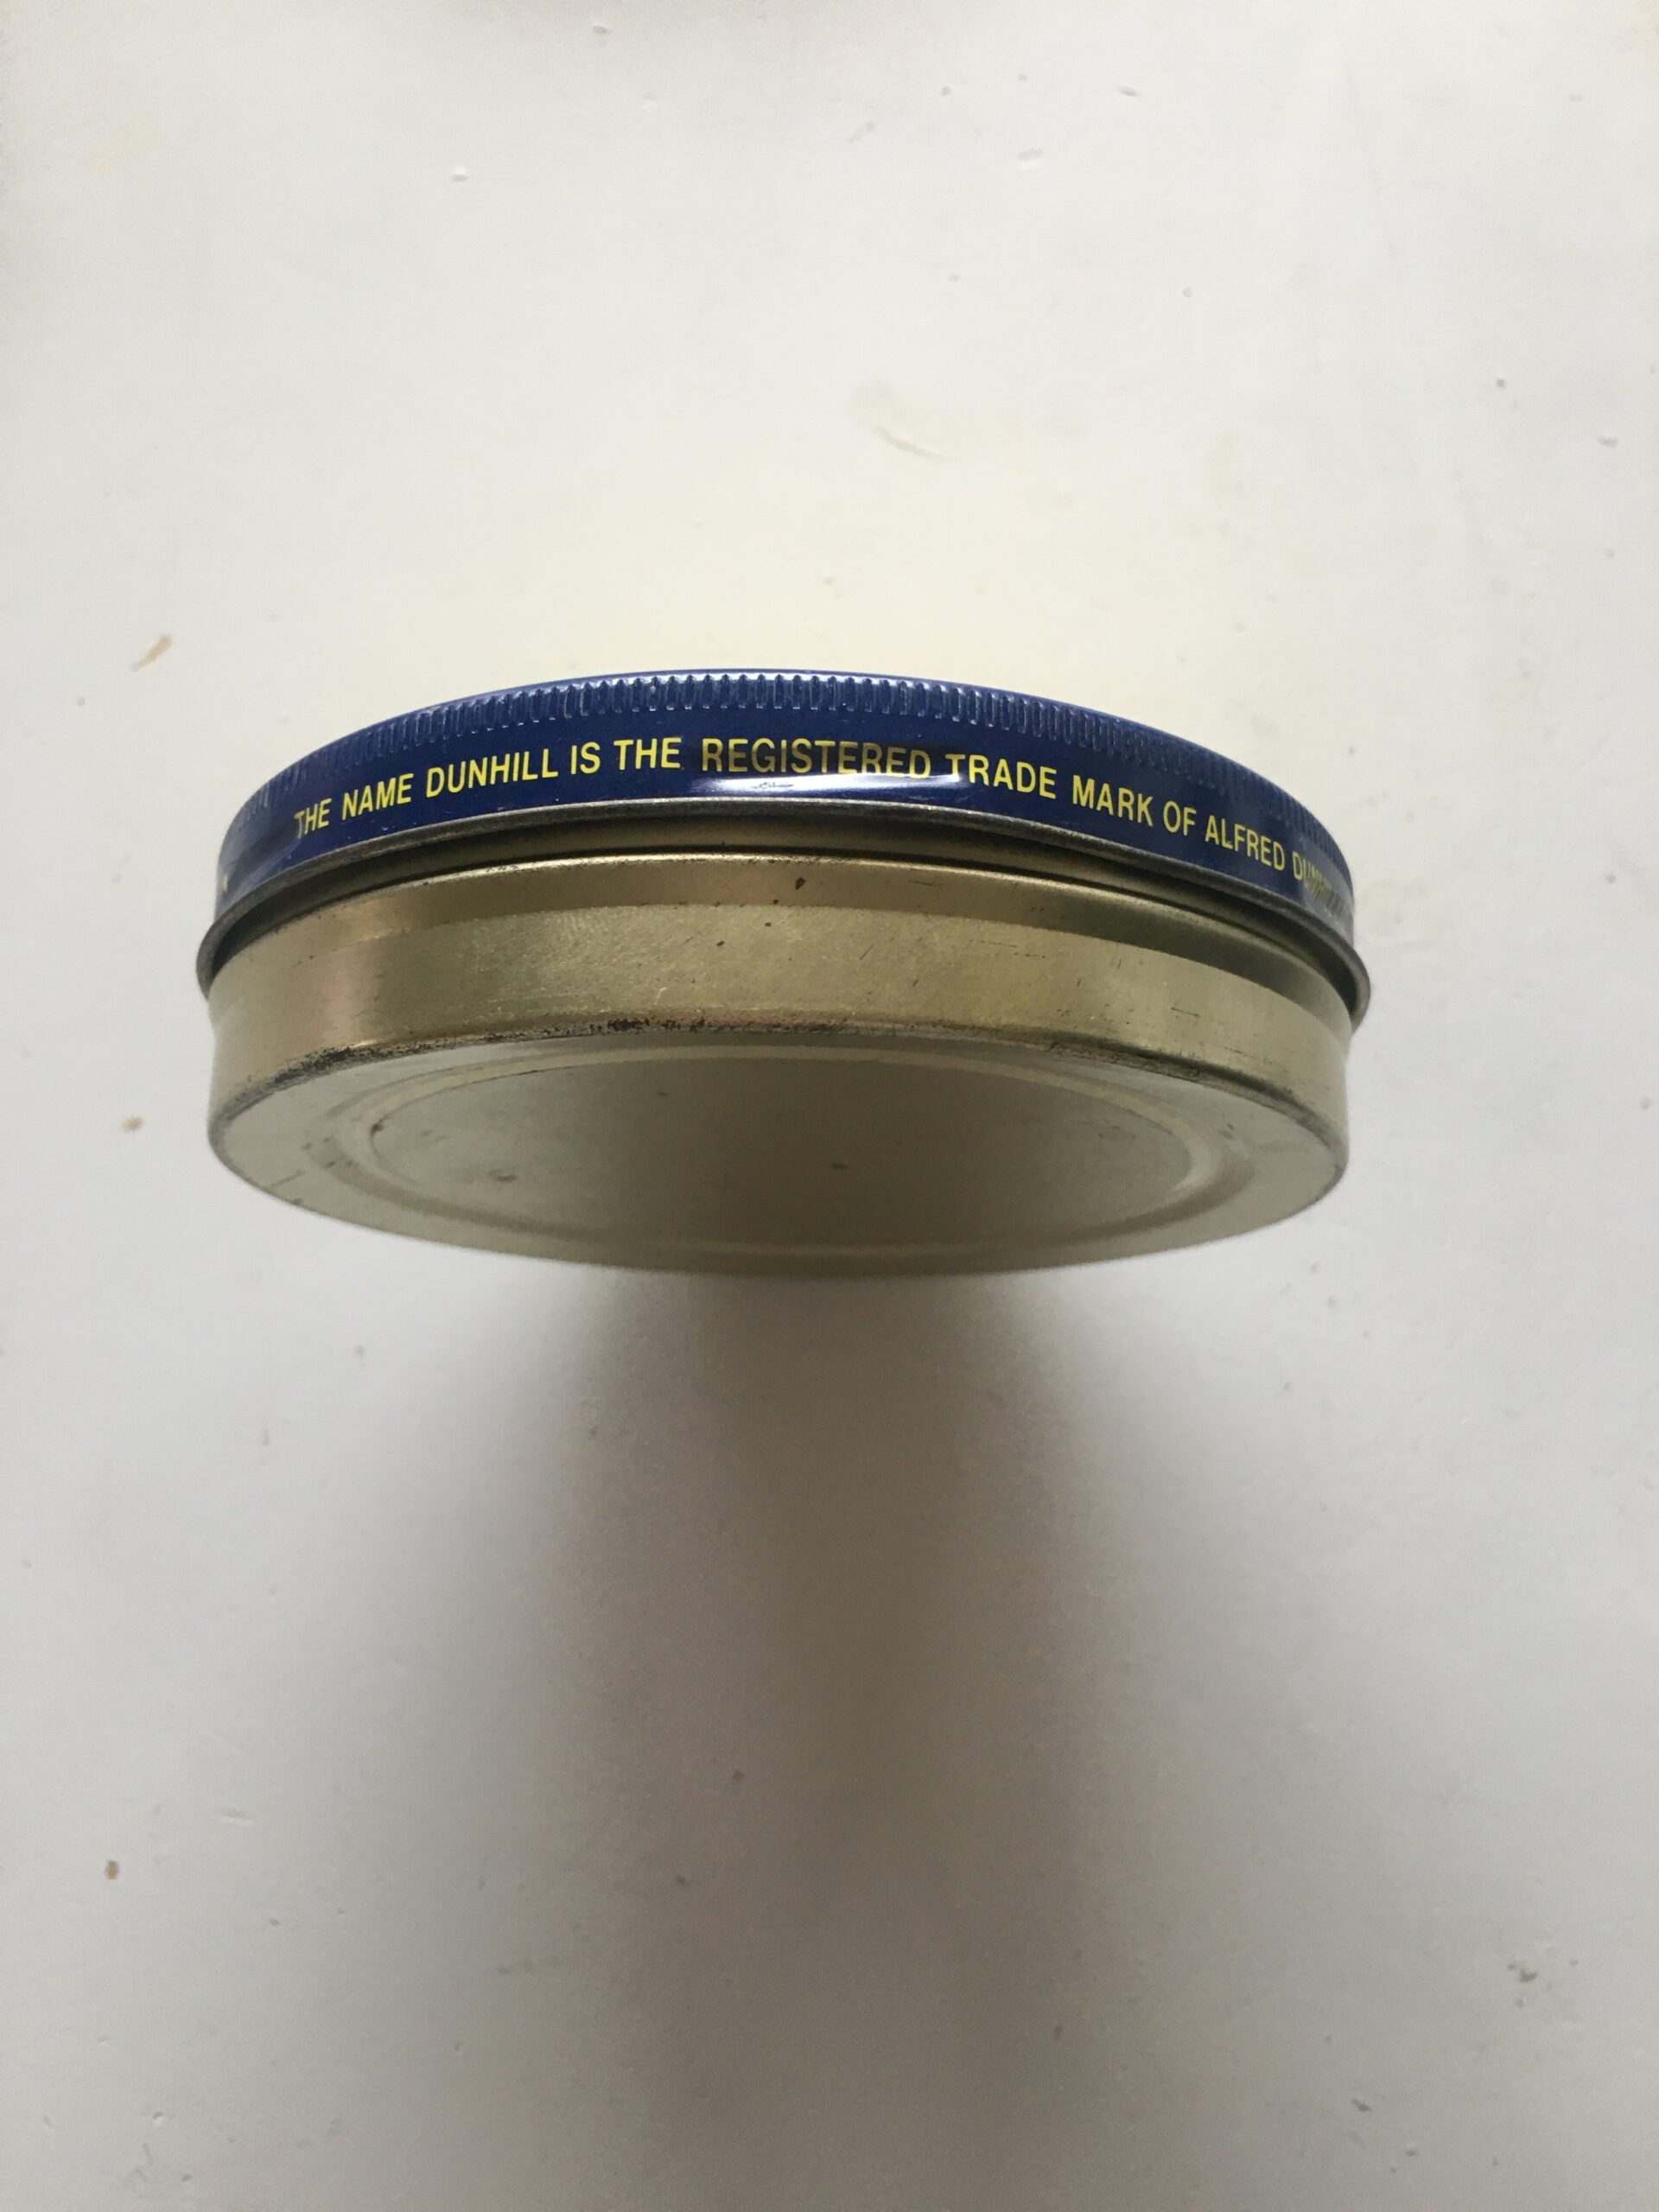 THE NAME DUNHILL IS THE REGISTERED TRADE MARK OF ALFRED